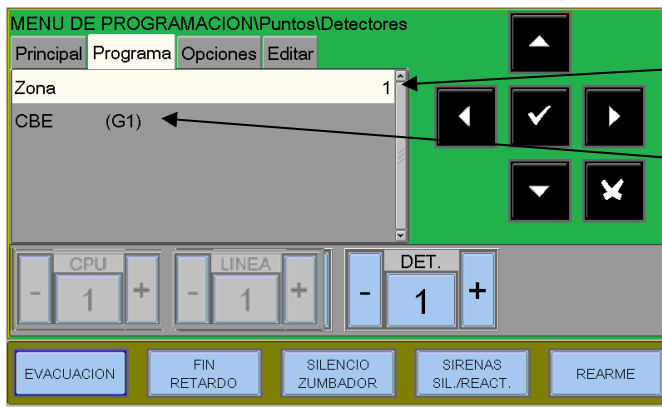 MENU DE PROGRAMACION\Puntos\Detectores
Principal Programa Opciones Editar
Zona 1
CBE (G1)
CPU LINEA DET.
- 1 + - 1 + - 1 +
EVACUACION FIN RETARDO SILENCIO ZUMBADOR SIRENAS SIL./REACT. REARME